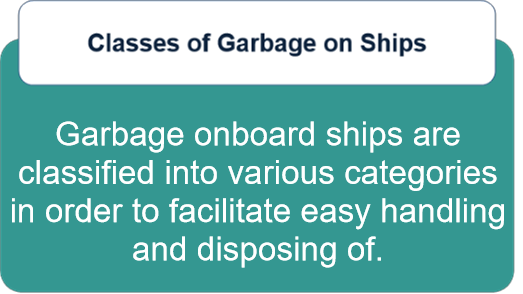 Classes of Garbage on Ships
Garbage onboard ships are
classified into various categories
in order to facilitate easy handling
and disposing of.